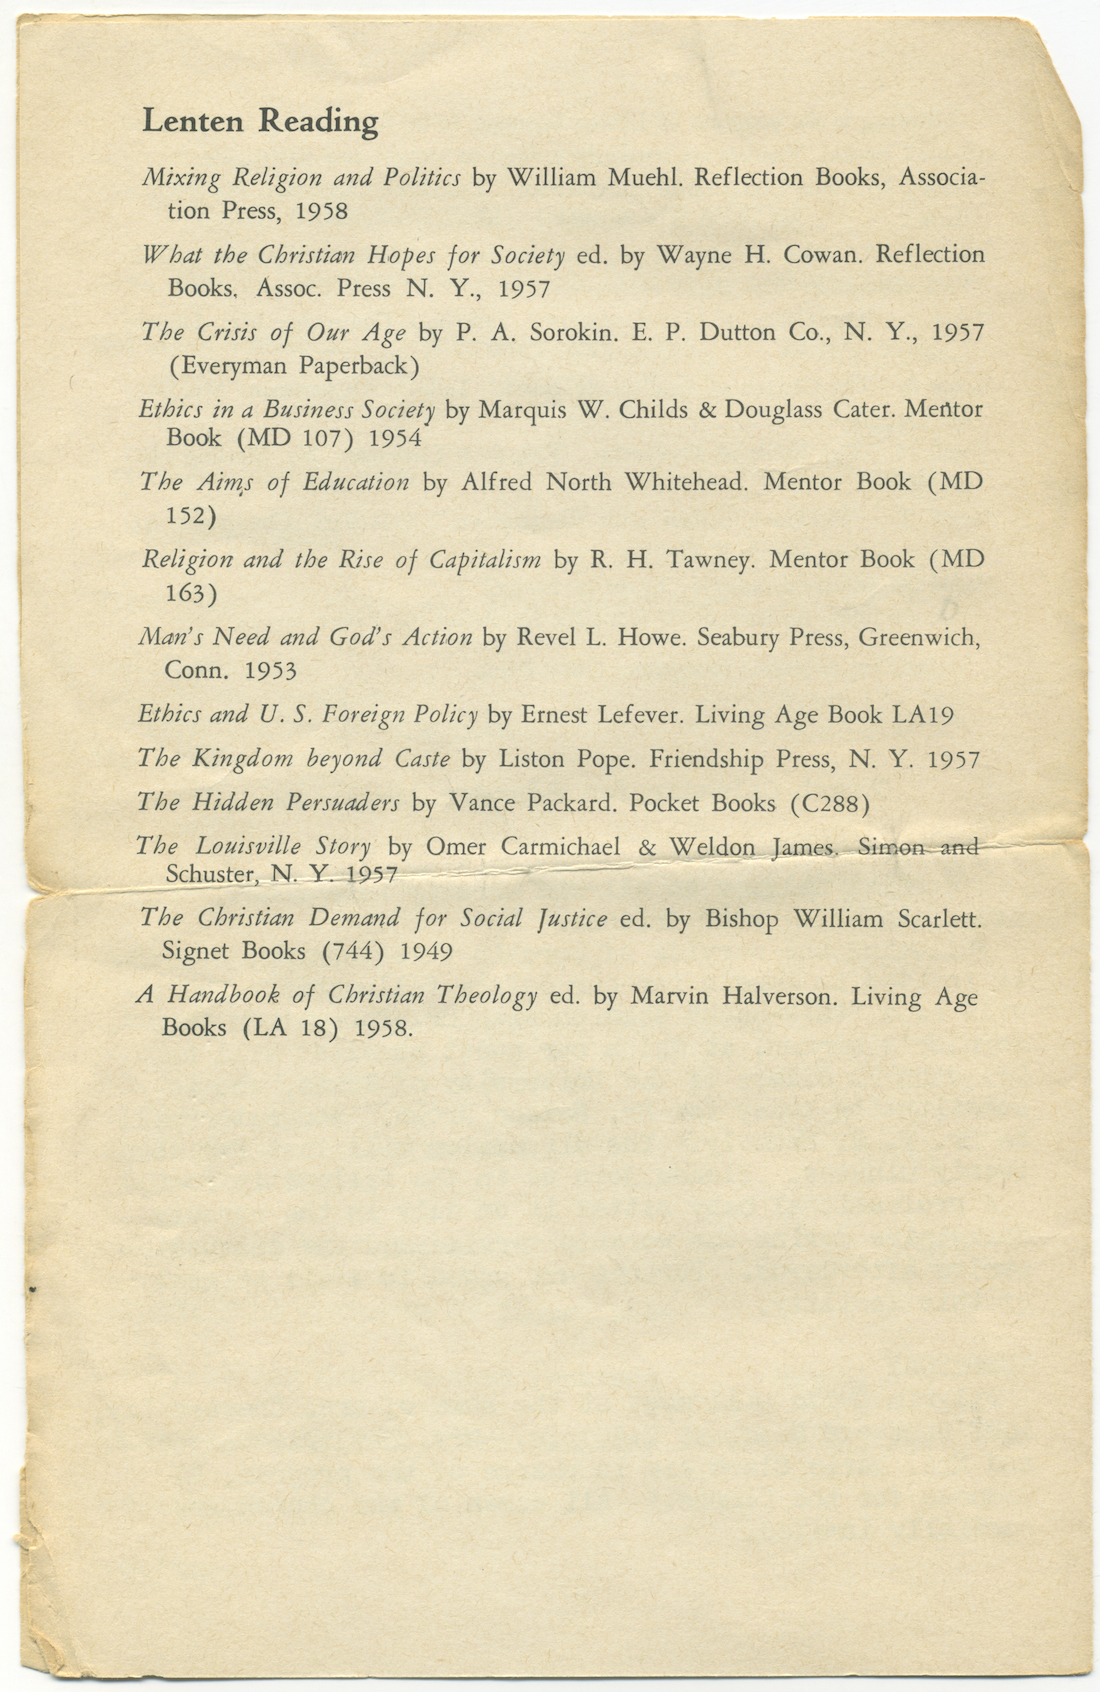 Lenten Reading
Mixing Religion and Politics by William Muehl. Reflection Books, Associa-
tion Press, 1958
What the Christian Hopes for Society ed. by Wayne H. Cowan. Reflection
Books. Assoc. Press N. Y., 1957
The Crisis of Our Age by P. A. Sorokin. E. P. Dutton Co., N. Y., 1957
(Everyman Paperback)
Ethics in a Business Society by Marquis W. Childs & Douglass Cater. Mentor
Book (MD 107) 1954
The Aims of Education by Alfred North Whitehead. Mentor Book (MD
152)
Religion and the Rise of Capitalism by R. H. Tawney. Mentor Book (MD
163)
Man's Need and God's Action by Revel L. Howe. Seabury Press, Greenwich,
Conn. 1953
Ethics and U. S. Foreign Policy by Ernest Lefever. Living Age Book LA19
The Kingdom beyond Caste by Liston Pope. Friendship Press, N. Y. 1957
The Hidden Persuaders by Vance Packard. Pocket Books (C288)
The Louisville Story by Omer Carmichael & Weldon James. Simon and
Schuster, N. Y. 1957
The Christian Demand for Social Justice ed. by Bishop William Scarlett.
Signet Books (744) 1949
A Handbook of Christian Theology ed. by Marvin Halverson. Living Age
Books (LA 18) 1958.